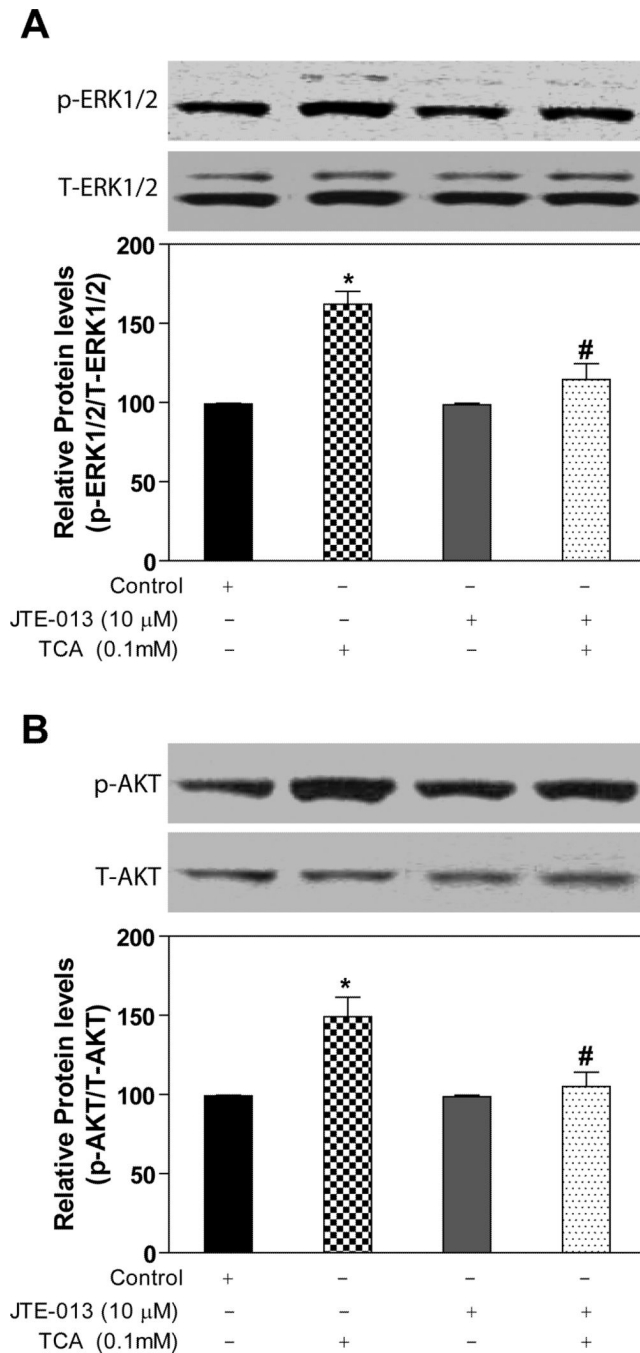 A
p-ERK1/2
T-ERK1/2
Relative Protein levels
(p-ERK1/2/T-ERK1/2)
200
150
100
50
0
*
#
Control + – – –
JTE-013 (10 μM) – – + +
TCA (0.1mM) – + – +
B
p-AKT
T-AKT
Relative Protein levels
(p-AKT/T-AKT)
200
150
100
50
0
*
#
Control + – – –
JTE-013 (10 μM) – – + +
TCA (0.1mM) – + – +